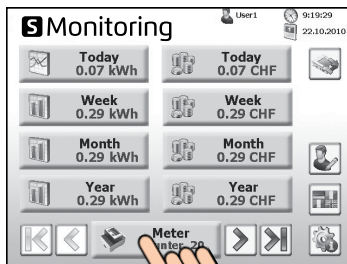 S Monitoring
User1
9:19:29
22.10.2010
Today
0.07 kWh
Today
0.07 CHF
Week
0.29 kWh
Week
0.29 CHF
Month
0.29 kWh
Month
0.29 CHF
Year
0.29 kWh
Year
0.29 CHF
Meter
20